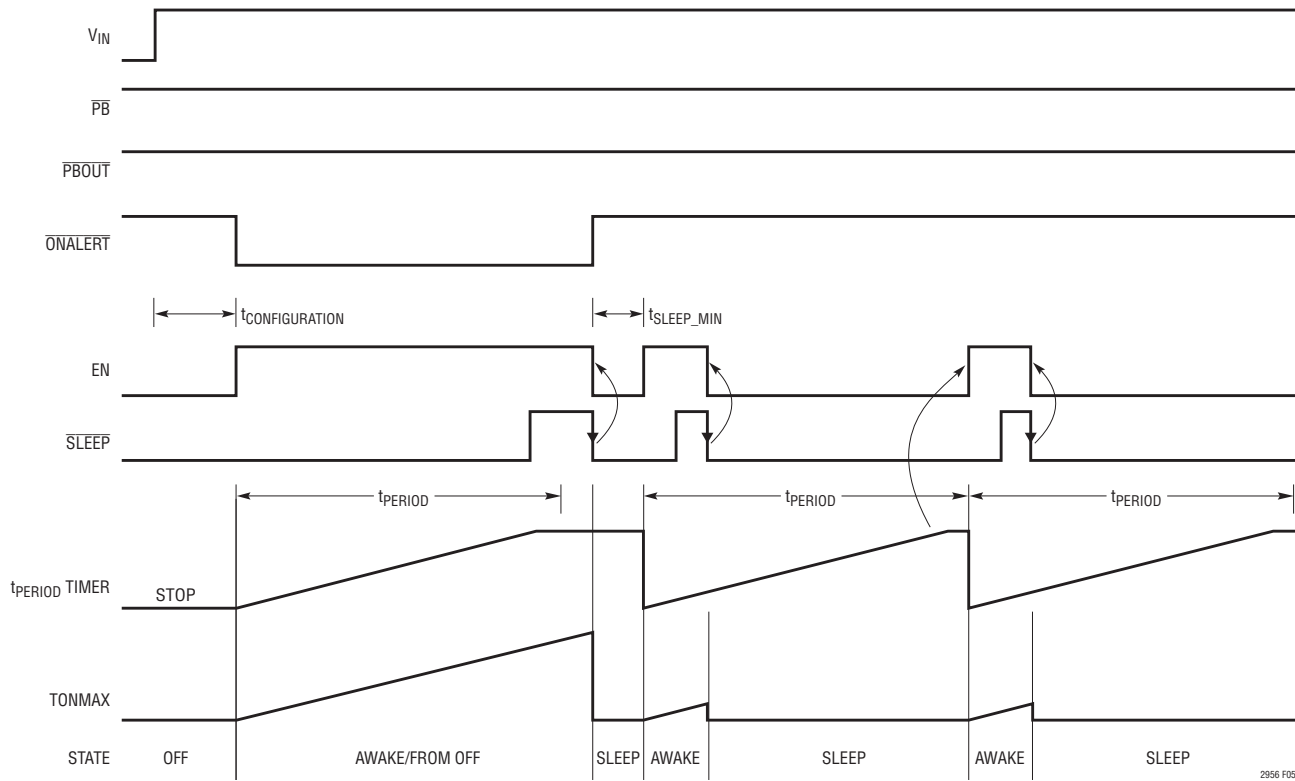 VIN
PB
PBOUT
ONALERT
tCONFIGURATION
tSLEEP_MIN
EN
SLEEP
tPERIOD
tPERIOD
tPERIOD
tPERIOD TIMER
STOP
TONMAX
STATE
OFF
AWAKE/FROM OFF
SLEEP
AWAKE
SLEEP
AWAKE
SLEEP
2956 F05